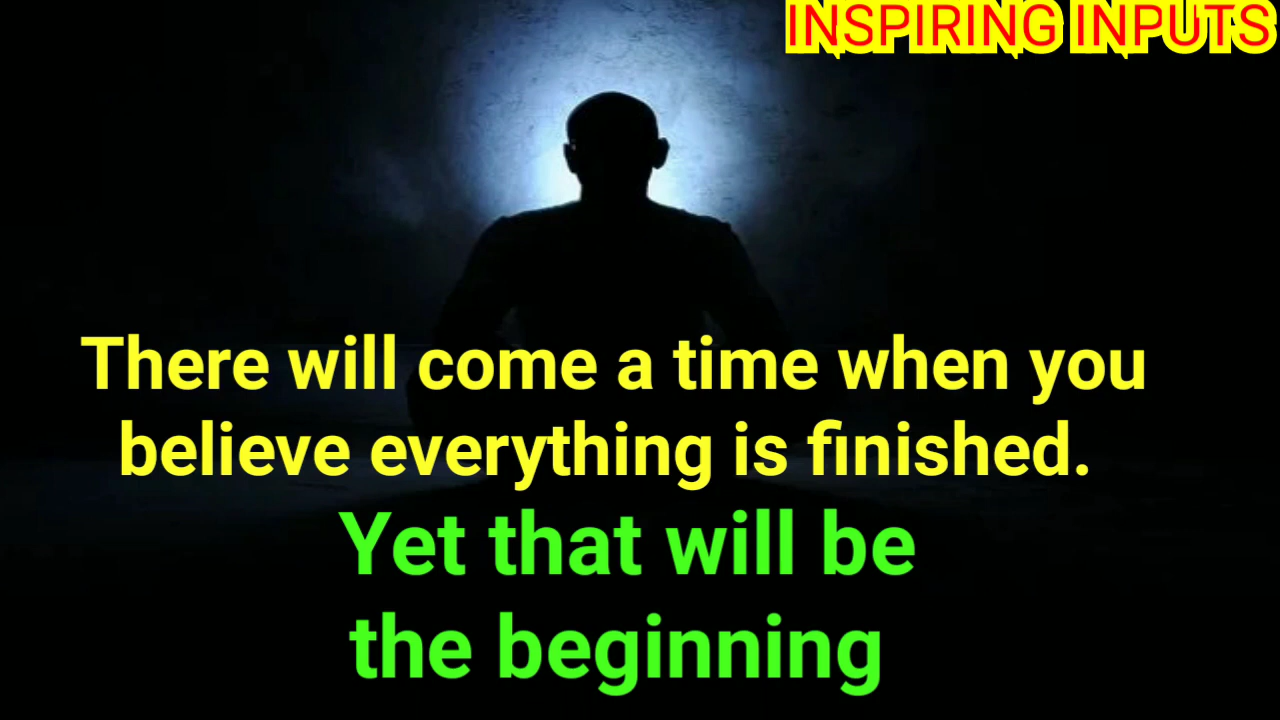 INSPIRING INPUTS
There will come a time when you
believe everything is finished.
Yet that will be
the beginning